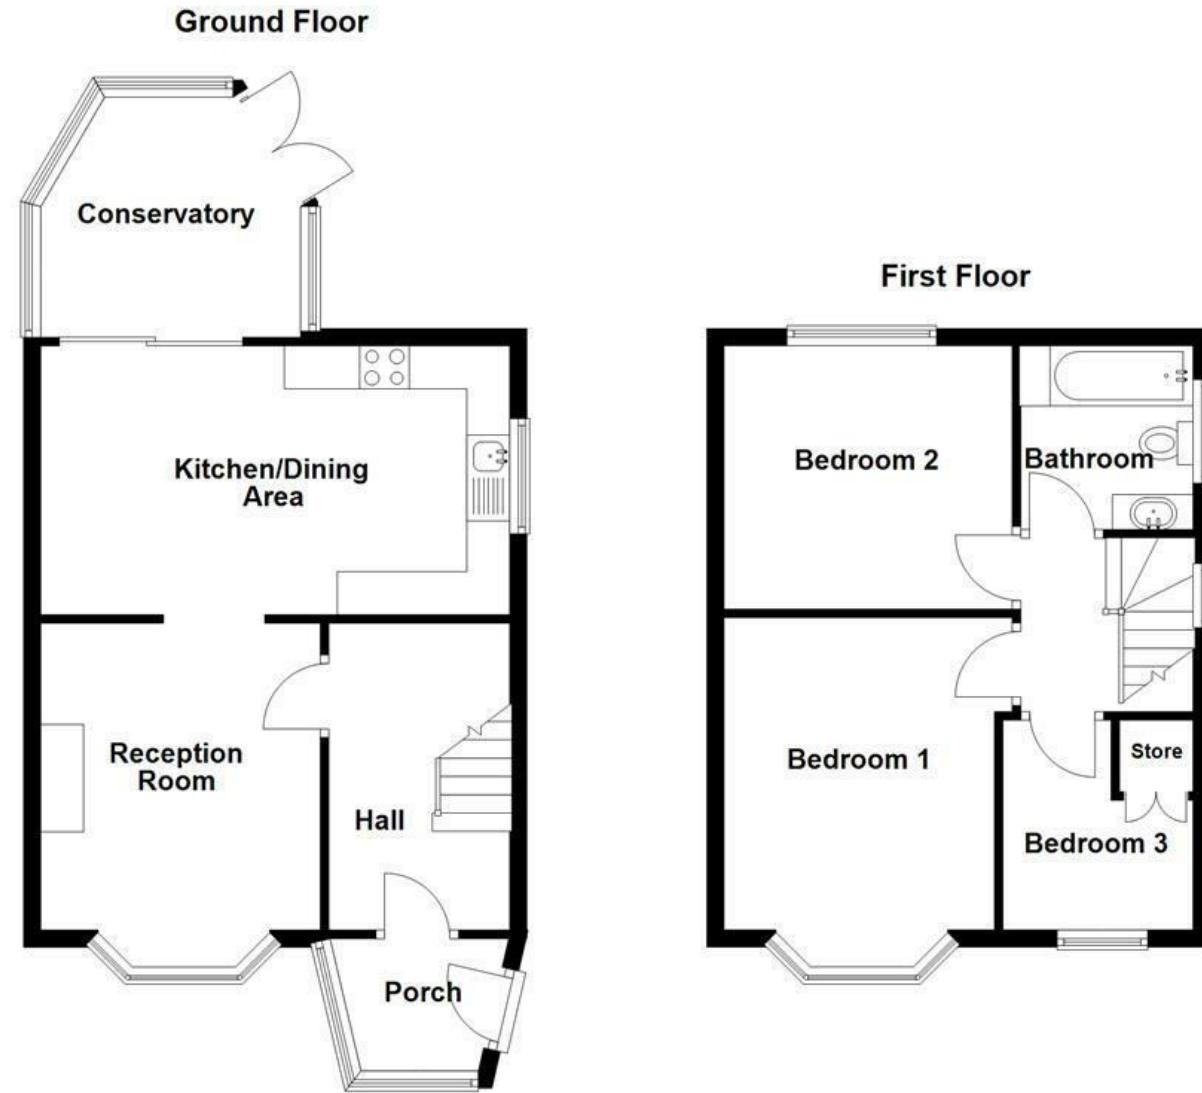 Ground Floor
Conservatory
Kitchen/Dining
Area
Reception
Room
Hall
Porch
First Floor
Bedroom 2
Bathroom
Bedroom 1
Store
Bedroom 3